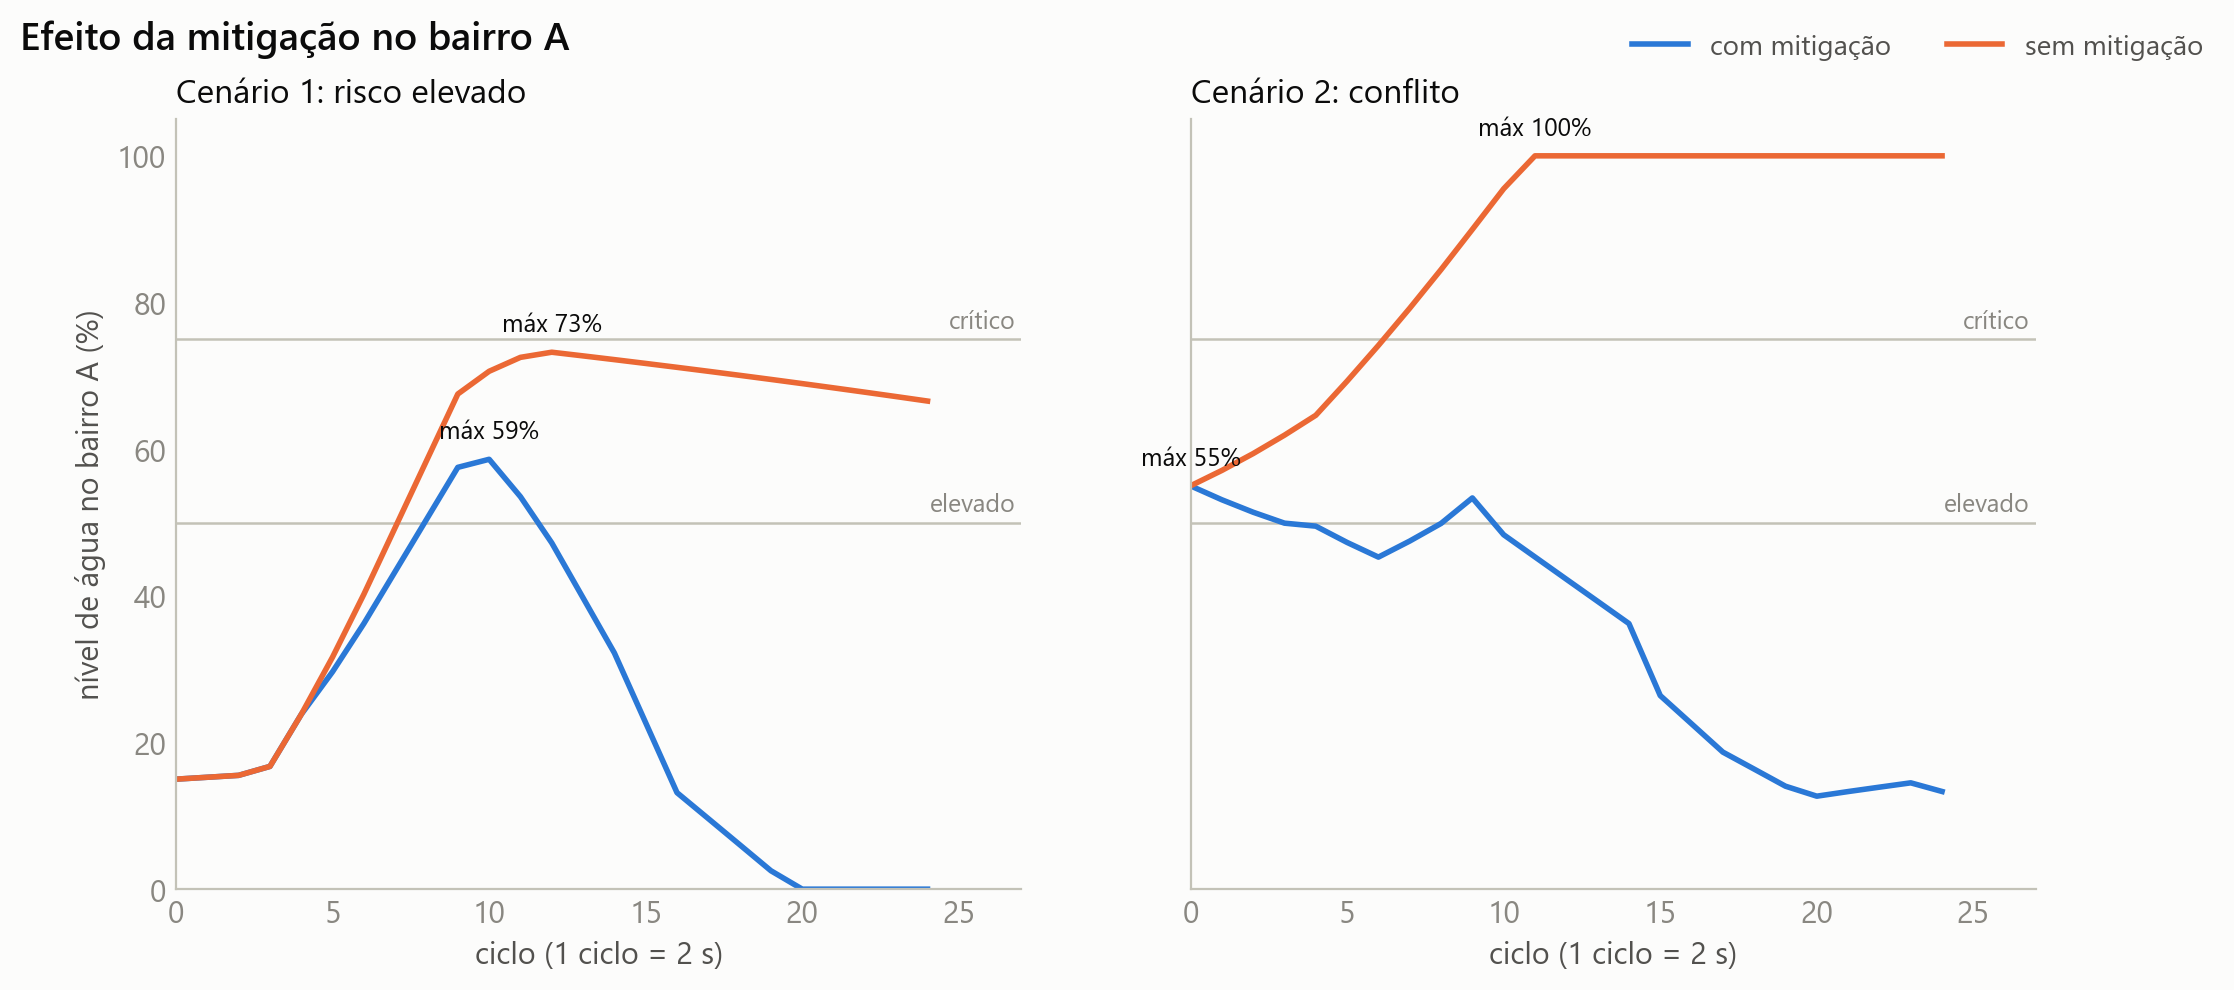 Efeito da mitigação no bairro A
com mitigação
sem mitigação
Cenário 1: risco elevado
nível de água no bairro A (%)
100
80
60
40
20
0
máx 73%
máx 59%
crítico
elevado
0 5 10 15 20 25
ciclo (1 ciclo = 2 s)
Cenário 2: conflito
máx 100%
máx 55%
crítico
elevado
0 5 10 15 20 25
ciclo (1 ciclo = 2 s)